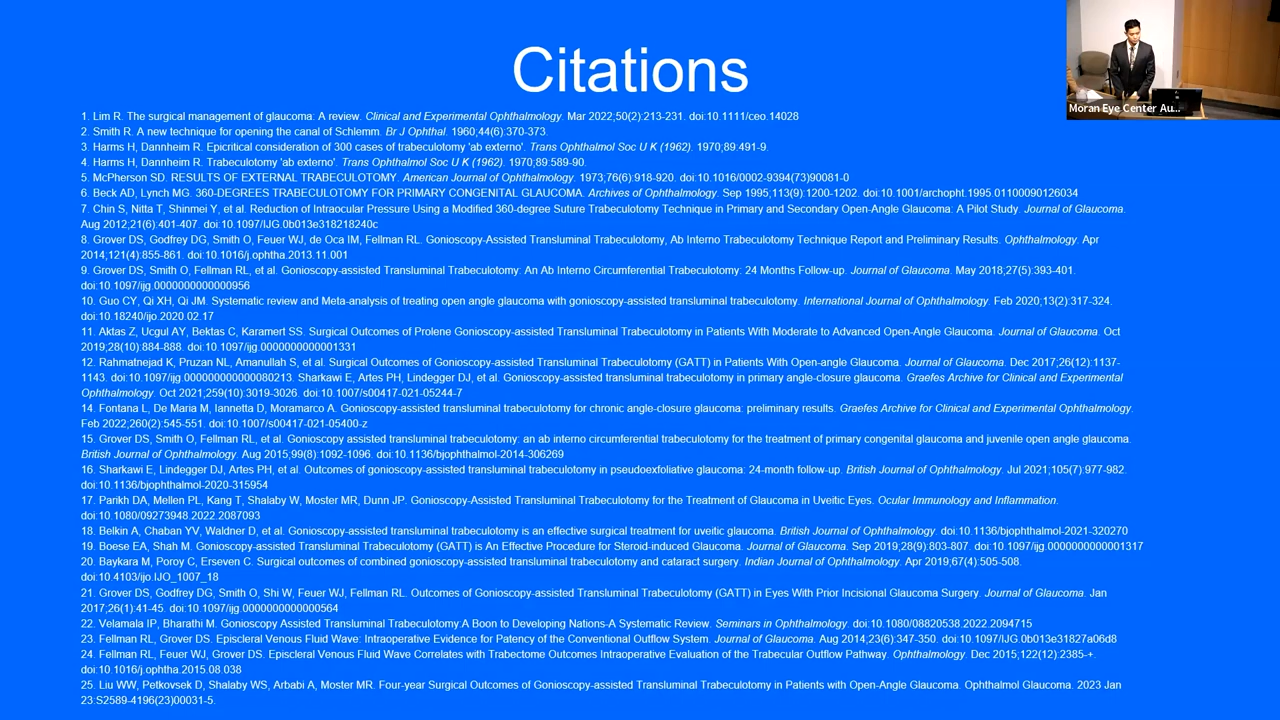 Citations
Moran Eye Center Au...
1. Lim R. The surgical management of glaucoma: A review. Clinical and Experimental Ophthalmology. Mar 2022;50(2):213-231. doi:10.1111/ceo.14028
2. Smith R. A new technique for opening the canal of Schlemm. Br J Ophthal. 1960;44(6):370-373.
3. Harms H, Dannheim R. Epicritical consideration of 300 cases of trabeculotomy 'ab externo'. Trans Ophthalmol Soc U K (1962). 1970;89:491-9
4. Harms H, Dannheim R. Trabeculotomy 'ab externo'. Trans Ophthalmol Soc U K (1962). 1970;89:589-90.
5. McPherson SD. RESULTS OF EXTERNAL TRABECULOTOMY. American Journal of Ophthalmology. 1973;76(6):918-920. doi:10.1016/0002-9394(73)90081-0
6. Beck AD, Lynch MG. 360-DEGREES TRABECULOTOMY FOR PRIMARY CONGENITAL GLAUCOMA. Archives of Ophthalmology. Sep 1995;113(9):1200-1202. doi:10.1001/archopht.1995.01100090126034
7. Chin S, Nitta T, Shinmei Y, et al. Reduction of Intraocular Pressure Using a Modified 360-degree Suture Trabeculotomy Technique in Primary and Secondary Open-Angle Glaucoma: A Pilot Study. Journal of Glaucoma.
Aug 2012;21(6):401-407. doi:10.1097/IJG.0b013e318218240c
8. Grover DS, Godfrey DG, Smith O, Feuer WJ, de Oca IM, Fellman RL. Gonioscopy-Assisted Transluminal Trabeculotomy, Ab Interno Trabeculotomy Technique Report and Preliminary Results. Ophthalmology. Apr
2014;121(4):855-861. doi:10.1016/j.ophtha.2013.11.001
9. Grover DS, Smith O, Fellman RL, et al. Gonioscopy-assisted Transluminal Trabeculotomy: An Ab Interno Circumferential Trabeculotomy: 24 Months Follow-up. Journal of Glaucoma. May 2018;27(5):393-401.
doi:10.1097/ijg.0000000000000956
10. Guo CY, Qi XH, Qi JM. Systematic review and Meta-analysis of treating open angle glaucoma with gonioscopy-assisted transluminal trabeculotomy. International Journal of Ophthalmology. Feb 2020;13(2):317-324.
doi:10.18240/ijo.2020.02.17
11. Aktas Z, Ucgul AY, Bektas C, Karamert SS. Surgical Outcomes of Prolene Gonioscopy-assisted Transluminal Trabeculotomy in Patients With Moderate to Advanced Open-Angle Glaucoma. Journal of Glaucoma. Oct
2019;28(10):884-888. doi:10.1097/ijg.0000000000001331
12. Rahmatnejad K, Pruzan NL, Amanullah S, et al. Surgical Outcomes of Gonioscopy-assisted Transluminal Trabeculotomy (GATT) in Patients With Open-angle Glaucoma. Journal of Glaucoma. Dec 2017;26(12):1137-
1143. doi:10.1097/ijg.000000000000080213. Sharkawi E, Artes PH, Lindegger DJ, et al. Gonioscopy-assisted transluminal trabeculotomy in primary angle-closure glaucoma. Graefes Archive for Clinical and Experimental
Ophthalmology. Oct 2021;259(10):3019-3026. doi:10.1007/s00417-021-05244-7
14. Fontana L, De Maria M, Iannetta D, Moramarco A. Gonioscopy-assisted transluminal trabeculotomy for chronic angle-closure glaucoma: preliminary results. Graefes Archive for Clinical and Experimental Ophthalmology.
Feb 2022;260(2):545-551. doi:10.1007/s00417-021-05400-z
15. Grover DS, Smith O, Fellman RL, et al. Gonioscopy assisted transluminal trabeculotomy: an ab interno circumferential trabeculotomy for the treatment of primary congenital glaucoma and juvenile open angle glaucoma.
British Journal of Ophthalmology. Aug 2015;99(8):1092-1096. doi:10.1136/bjophthalmol-2014-306269
16. Sharkawi E, Lindegger DJ, Artes PH, et al. Outcomes of gonioscopy-assisted transluminal trabeculotomy in pseudoexfoliative glaucoma: 24-month follow-up. British Journal of Ophthalmology. Jul 2021;105(7):977-982.
doi:10.1136/bjophthalmol-2020-315954
17. Parikh DA, Mellen PL, Kang T, Shalaby W, Moster MR, Dunn JP. Gonioscopy-Assisted Transluminal Trabeculotomy for the Treatment of Glaucoma in Uveitic Eyes. Ocular Immunology and Inflammation.
doi:10.1080/09273948.2022.2087093
18. Belkin A, Chaban YV, Waldner D, et al. Gonioscopy-assisted transluminal trabeculotomy is an effective surgical treatment for uveitic glaucoma. British Journal of Ophthalmology. doi:10.1136/bjophthalmol-2021-320270
19. Boese EA, Shah M. Gonioscopy-assisted Transluminal Trabeculotomy (GATT) is An Effective Procedure for Steroid-induced Glaucoma. Journal of Glaucoma. Sep 2019;28(9):803-807. doi:10.1097/ijg.0000000000001317
20. Baykara M, Poroy C, Erseven C. Surgical outcomes of combined gonioscopy-assisted transluminal trabeculotomy and cataract surgery. Indian Journal of Ophthalmology. Apr 2019;67(4):505-508.
doi:10.4103/ijo.IJO_1007_18
21. Grover DS, Godfrey DG, Smith O, Shi W, Feuer WJ, Fellman RL. Outcomes of Gonioscopy-assisted Transluminal Trabeculotomy (GATT) in Eyes With Prior Incisional Glaucoma Surgery. Journal of Glaucoma. Jan
2017;26(1):41-45. doi:10.1097/ijg.0000000000000564
22. Velamala IP, Bharathi M. Gonioscopy Assisted Transluminal Trabeculotomy:A Boon to Developing Nations-A Systematic Review. Seminars in Ophthalmology. doi:10.1080/08820538.2022.2094715
23. Fellman RL, Grover DS. Episcleral Venous Fluid Wave: Intraoperative Evidence for Patency of the Conventional Outflow System. Journal of Glaucoma. Aug 2014;23(6):347-350. doi:10.1097/IJG.0b013e31827a06d8
24. Fellman RL, Feuer WJ, Grover DS. Episcleral Venous Fluid Wave Correlates with Trabectome Outcomes Intraoperative Evaluation of the Trabecular Outflow Pathway. Ophthalmology. Dec 2015;122(12):2385-+.
doi:10.1016/j.ophtha.2015.08.038
25. Liu WW, Petkovsek D, Shalaby WS, Arbabi A, Moster MR. Four-year Surgical Outcomes of Gonioscopy-assisted Transluminal Trabeculotomy in Patients with Open-Angle Glaucoma. Ophthalmol Glaucoma. 2023 Jan
23:S2589-4196(23)00031-5.